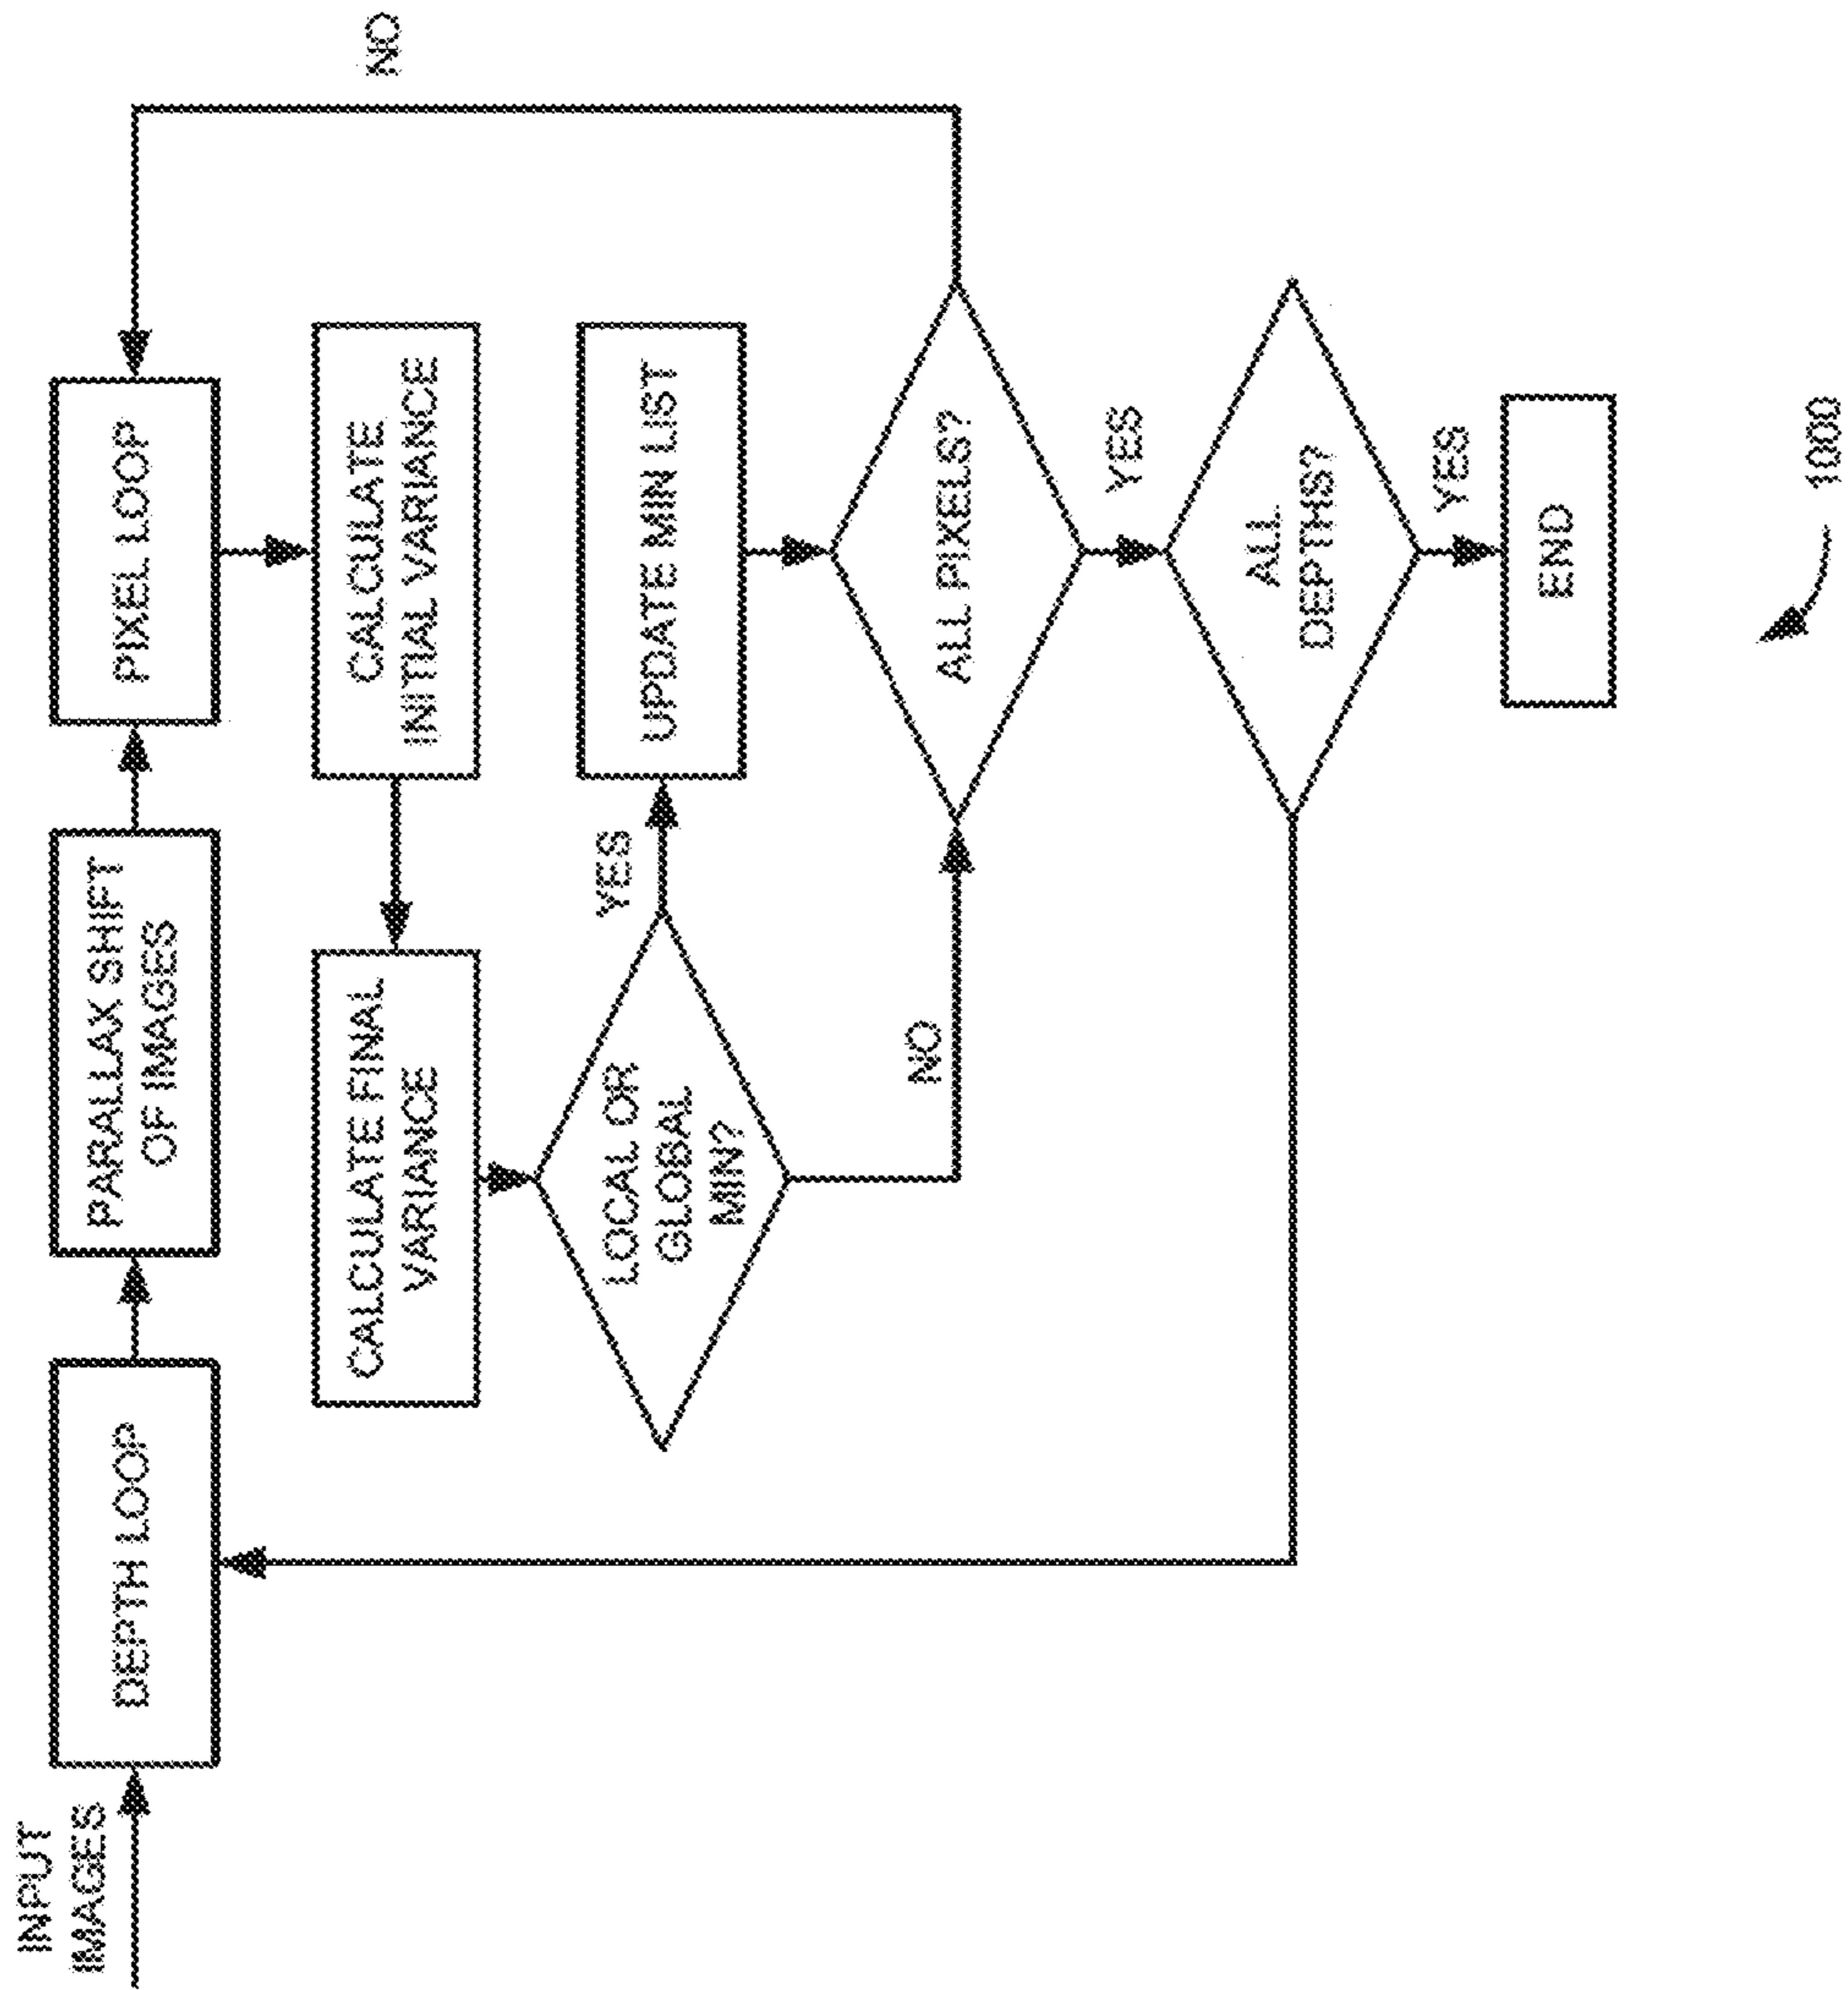 INPUT
IMAGES
DEPTH LOOP
PARALLAX SHIFT
OF IMAGES
PIXEL LOOP
NO
CALCULATE
INITIAL VARIANCE
CALCULATE FINAL
VARIANCE
LOCAL OR
GLOBAL
MIN?
YES
UPDATE MIN LIST
NO
ALL PIXELS?
YES
ALL
DEPTHS?
YES
END
1000